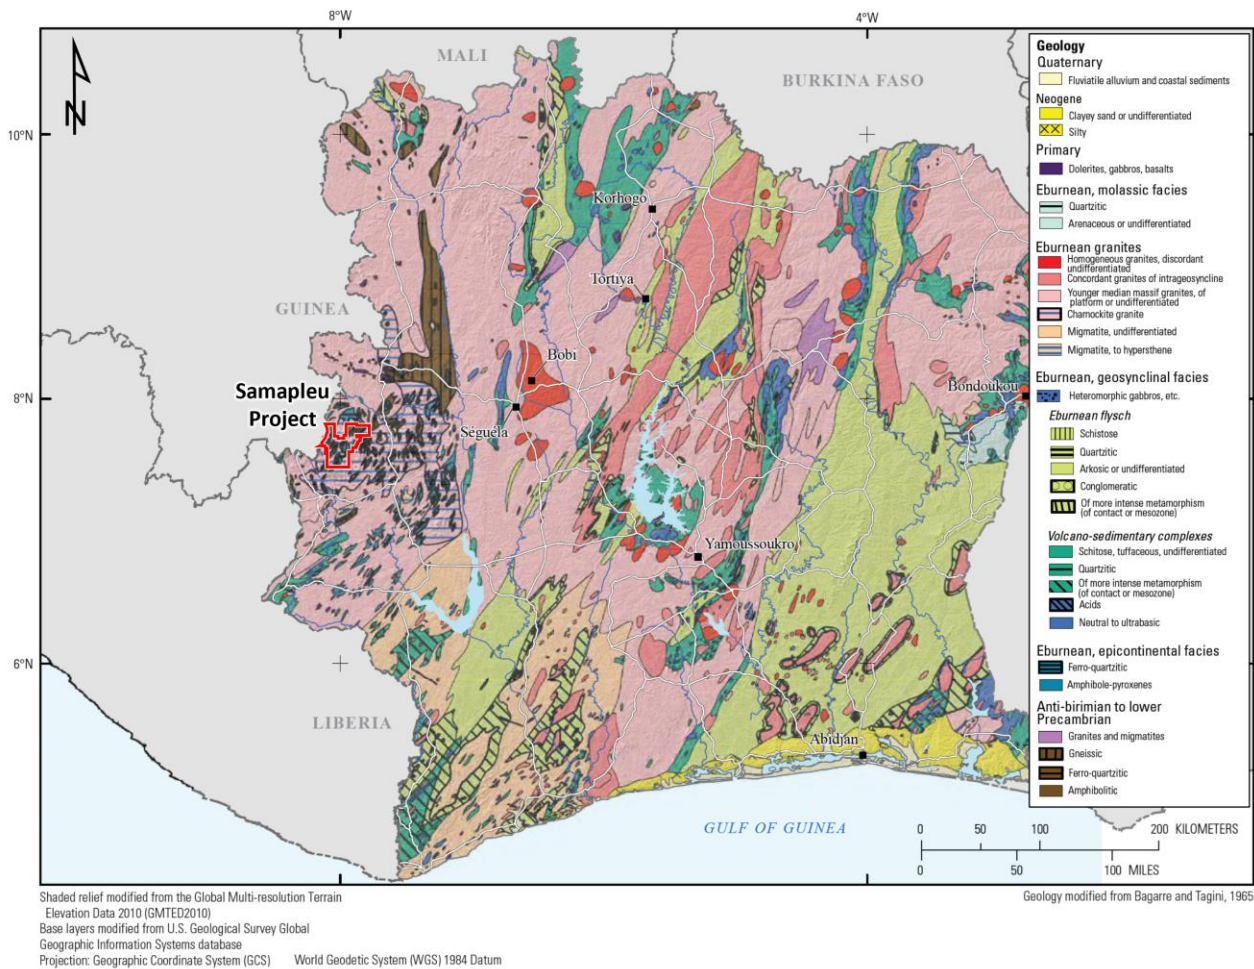 8°W
4°W
MALI
BURKINA FASO
N
10°N
Korhogo
Tortiya
GUINEA
Bobi
8°N
Samapleu
Project
Séguéla
Bondoukou
Yamoussoukro
6°N
LIBERIA
Abidjan
GULF OF GUINEA
0 50 100 200 KILOMETERS
0 50 100 MILES
Geology
Quaternary
Fluviatile alluvium and coastal sediments
Neogene
Clayey sand or undifferentiated
Silty
Primary
Dolerites, gabbros, basalts
Eburnean, molassic facies
Quartzitic
Arenaceous or undifferentiated
Eburnean granites
Homogeneous granites, discordant
undifferentiated
Concordant granites of intrageosyncline
Younger median massif granites, of
platform or undifferentiated
Charnockite granite
Migmatite, undifferentiated
Migmatite, to hypersthene
Eburnean, geosynclinal facies
Heteromorphic gabbros, etc.
Eburnean flysch
Schistose
Quartzitic
Arkosic or undifferentiated
Conglomeratic
Of more intense metamorphism
(of contact or mesozone)
Volcano-sedimentary complexes
Schitose, tuffaceous, undifferentiated
Quartzitic
Of more intense metamorphism
(of contact or mesozone)
Acids
Neutral to ultrabasic
Eburnean, epicontinental facies
Ferro-quartzitic
Amphibole-pyroxenes
Anti-birimian to lower
Precambrian
Granites and migmatites
Gneissic
Ferro-quartzitic
Amphibolitic
Shaded relief modified from the Global Multi-resolution Terrain
Elevation Data 2010 (GMTED2010)
Base layers modified from U.S. Geological Survey Global
Geographic Information Systems database
Projection: Geographic Coordinate System (GCS) World Geodetic System (WGS) 1984 Datum
Geology modified from Bagarre and Tagini, 1965